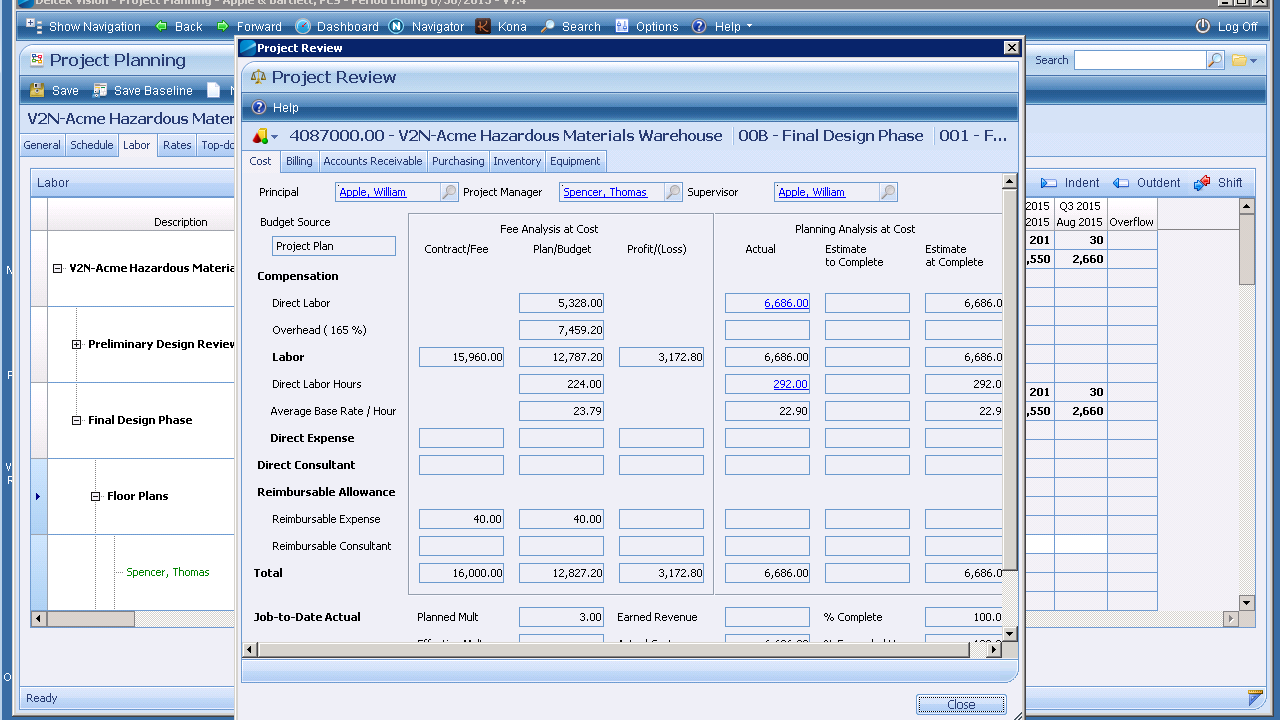 Deltek Vision - Project Planning - Apple & Bartlett, PCS - Period Ending 6/30/2015 - V7.4
Show Navigation Back Forward Dashboard Navigator Kona Search Options Help Log Off
Project Review
Project Planning
Search
Project Review
Save Save Baseline
Help
V2N-Acme Hazardous Mater
4087000.00 - V2N-Acme Hazardous Materials Warehouse 00B - Final Design Phase 001 - F...
General Schedule Labor Rates Top-do
Cost Billing Accounts Receivable Purchasing Inventory Equipment
Labor
Indent Outdent Shift
Principal Apple, William Project Manager Spencer, Thomas Supervisor Apple, William
2015 Q3 2015
Description
2015 Aug 2015 Overflow
Budget Source Fee Analysis at Cost Planning Analysis at Cost
Project Plan Contract/Fee Plan/Budget Profit/(Loss) Actual Estimate to Complete Estimate at Complete
201 30
,550 2,660
V2N-Acme Hazardous Materia
Compensation
Direct Labor 5,328.00 6,686.00 6,686.0
Overhead ( 165 %) 7,459.20
Preliminary Design Review
Labor 15,960.00 12,787.20 3,172.80 6,686.00 6,686.0
Direct Labor Hours 224.00 292.00 292.0
201 30
Average Base Rate / Hour 23.79 22.90 22.9
,550 2,660
Final Design Phase
Direct Expense
Direct Consultant
Reimbursable Allowance
Floor Plans
Reimbursable Expense 40.00 40.00
Reimbursable Consultant
Spencer, Thomas
Total 16,000.00 12,827.20 3,172.80 6,686.00 6,686.0
Job-to-Date Actual Planned Mult 3.00 Earned Revenue % Complete 100.0
Ready
Close